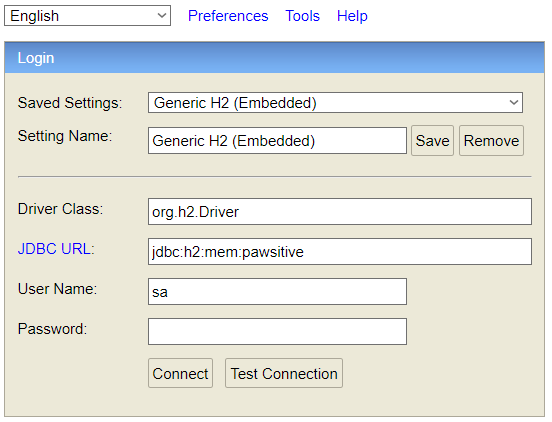 English Preferences Tools Help
Login
Saved Settings: Generic H2 (Embedded)
Setting Name: Generic H2 (Embedded) Save Remove
Driver Class: org.h2.Driver
JDBC URL: jdbc:h2:mem:pawsitive
User Name: sa
Password:
Connect Test Connection